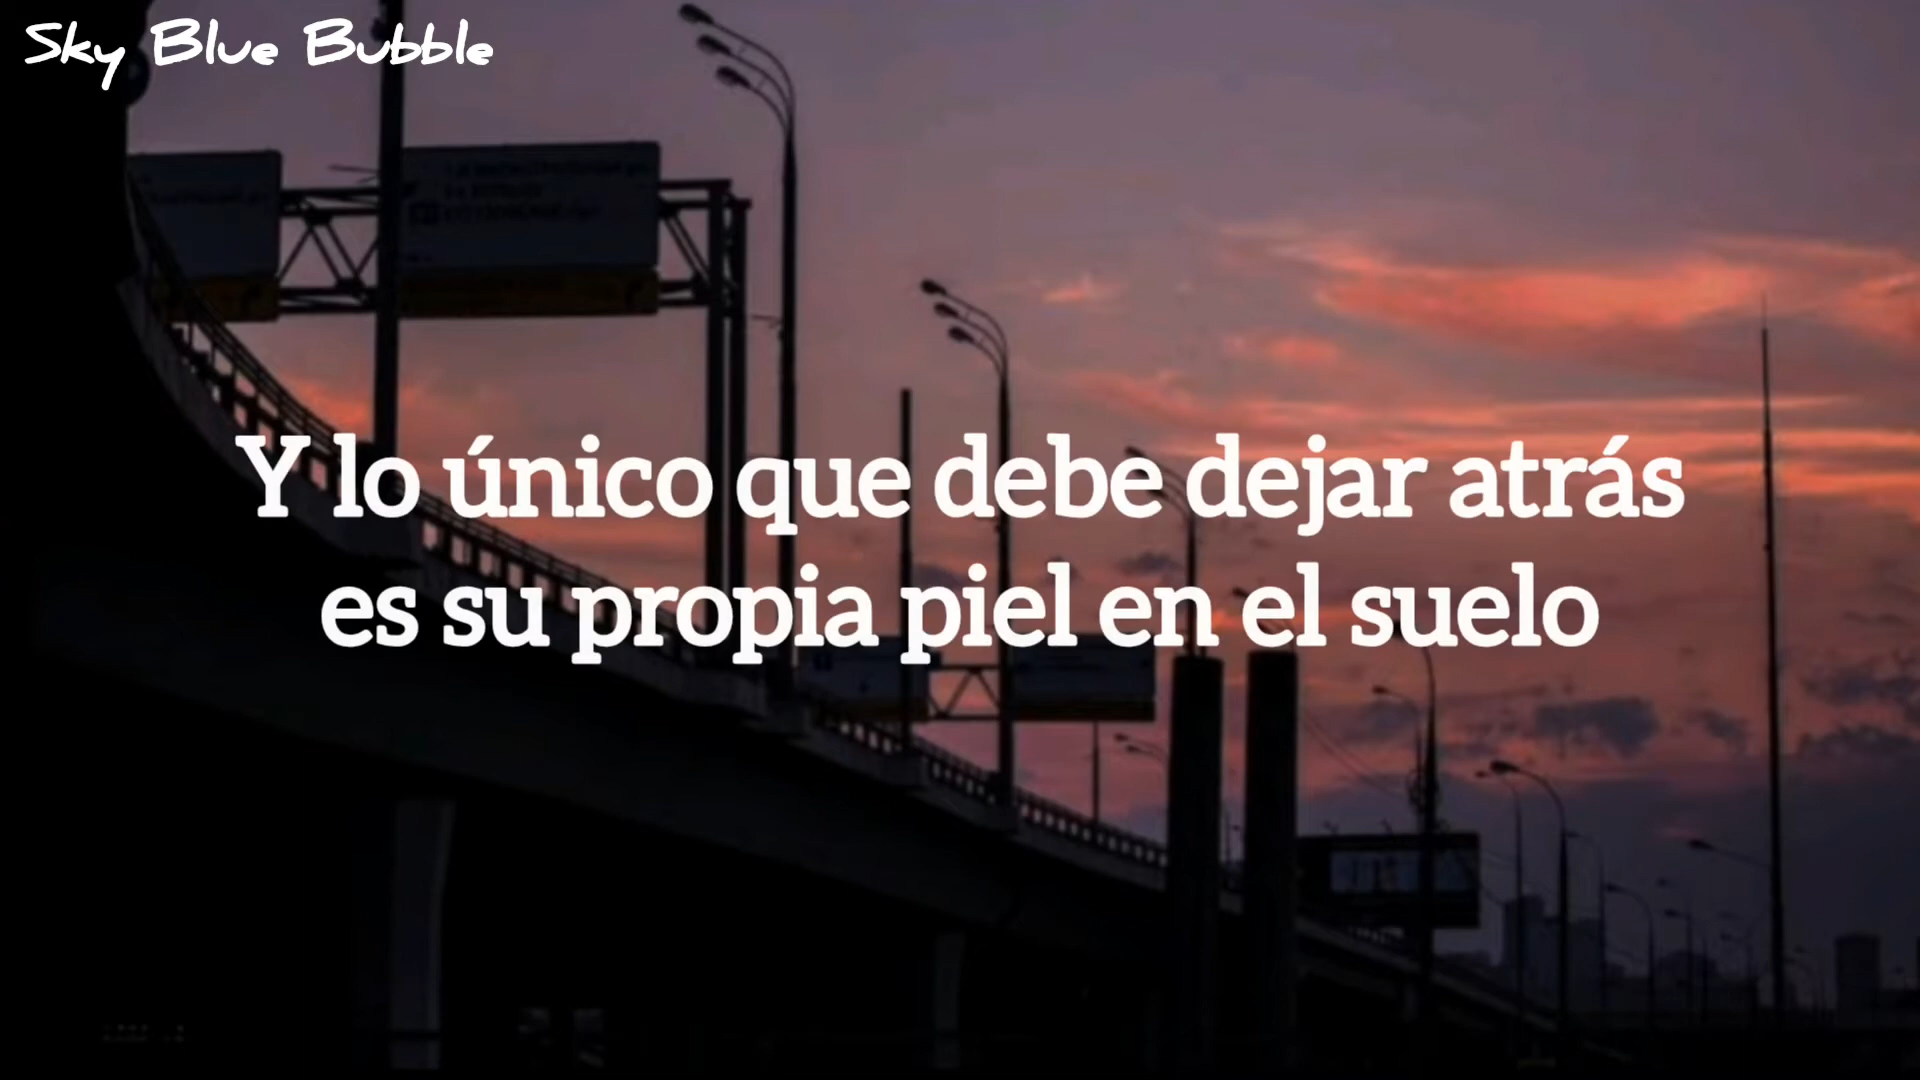 Sky Blue Bubble
Y lo único que debe dejar atrás
es su propia piel en el suelo